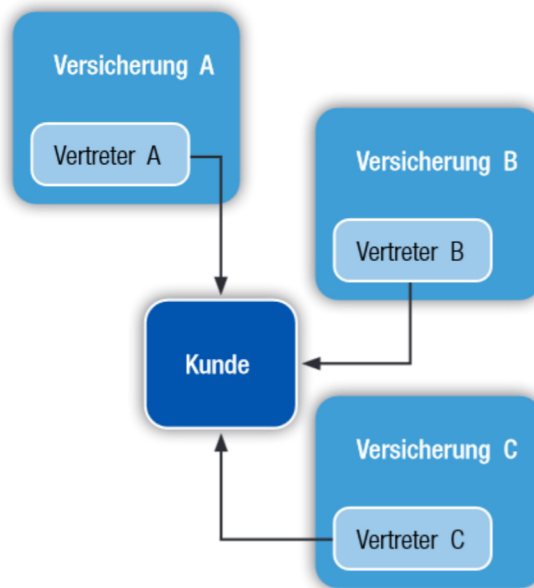 Versicherung A
Vertreter A
Versicherung B
Vertreter B
Kunde
Versicherung C
Vertreter C